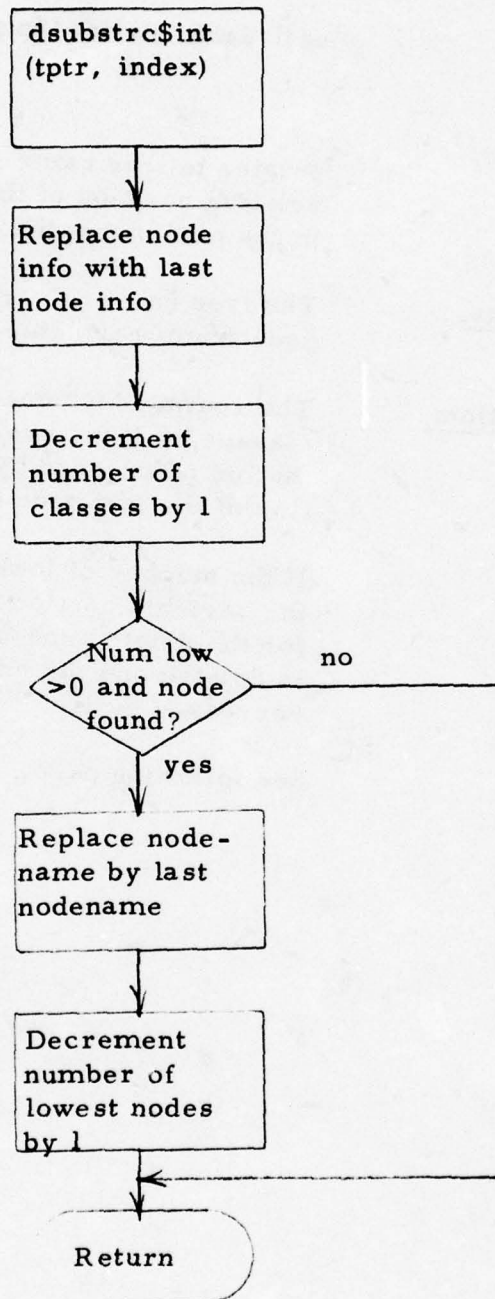 dsubstrc$int
(tptr, index)
Replace node
info with last
node info
Decrement
number of
classes by 1
Num low
>0 and node
found?
no
yes
Replace node-
name by last
nodename
Decrement
number of
lowest nodes
by 1
Return